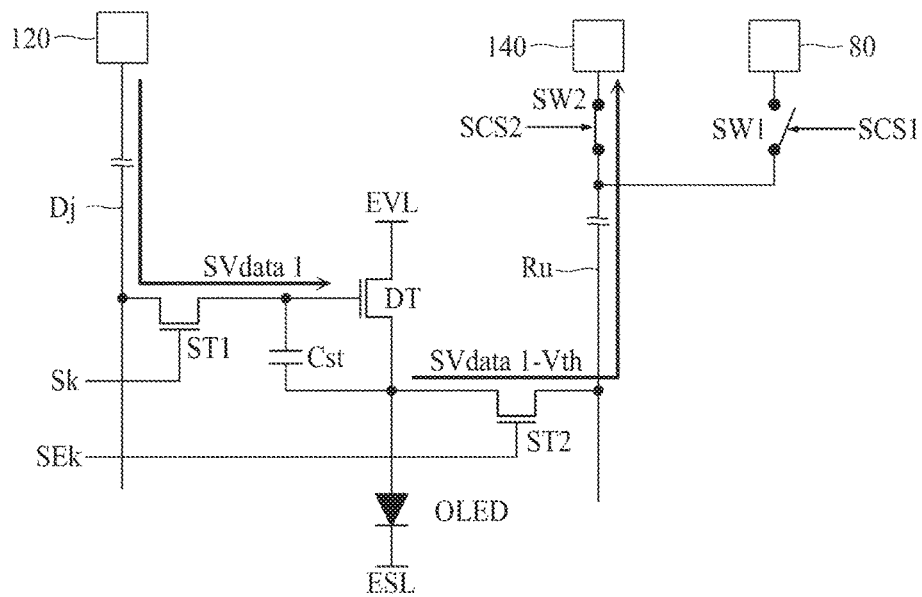 120
140
80
SW2
SCS2
SW1
SCS1
Dj
EVL
SVdata 1
Ru
DT
ST1
Cst
SVdata 1-Vth
Sk
ST2
SEk
OLED
ESL